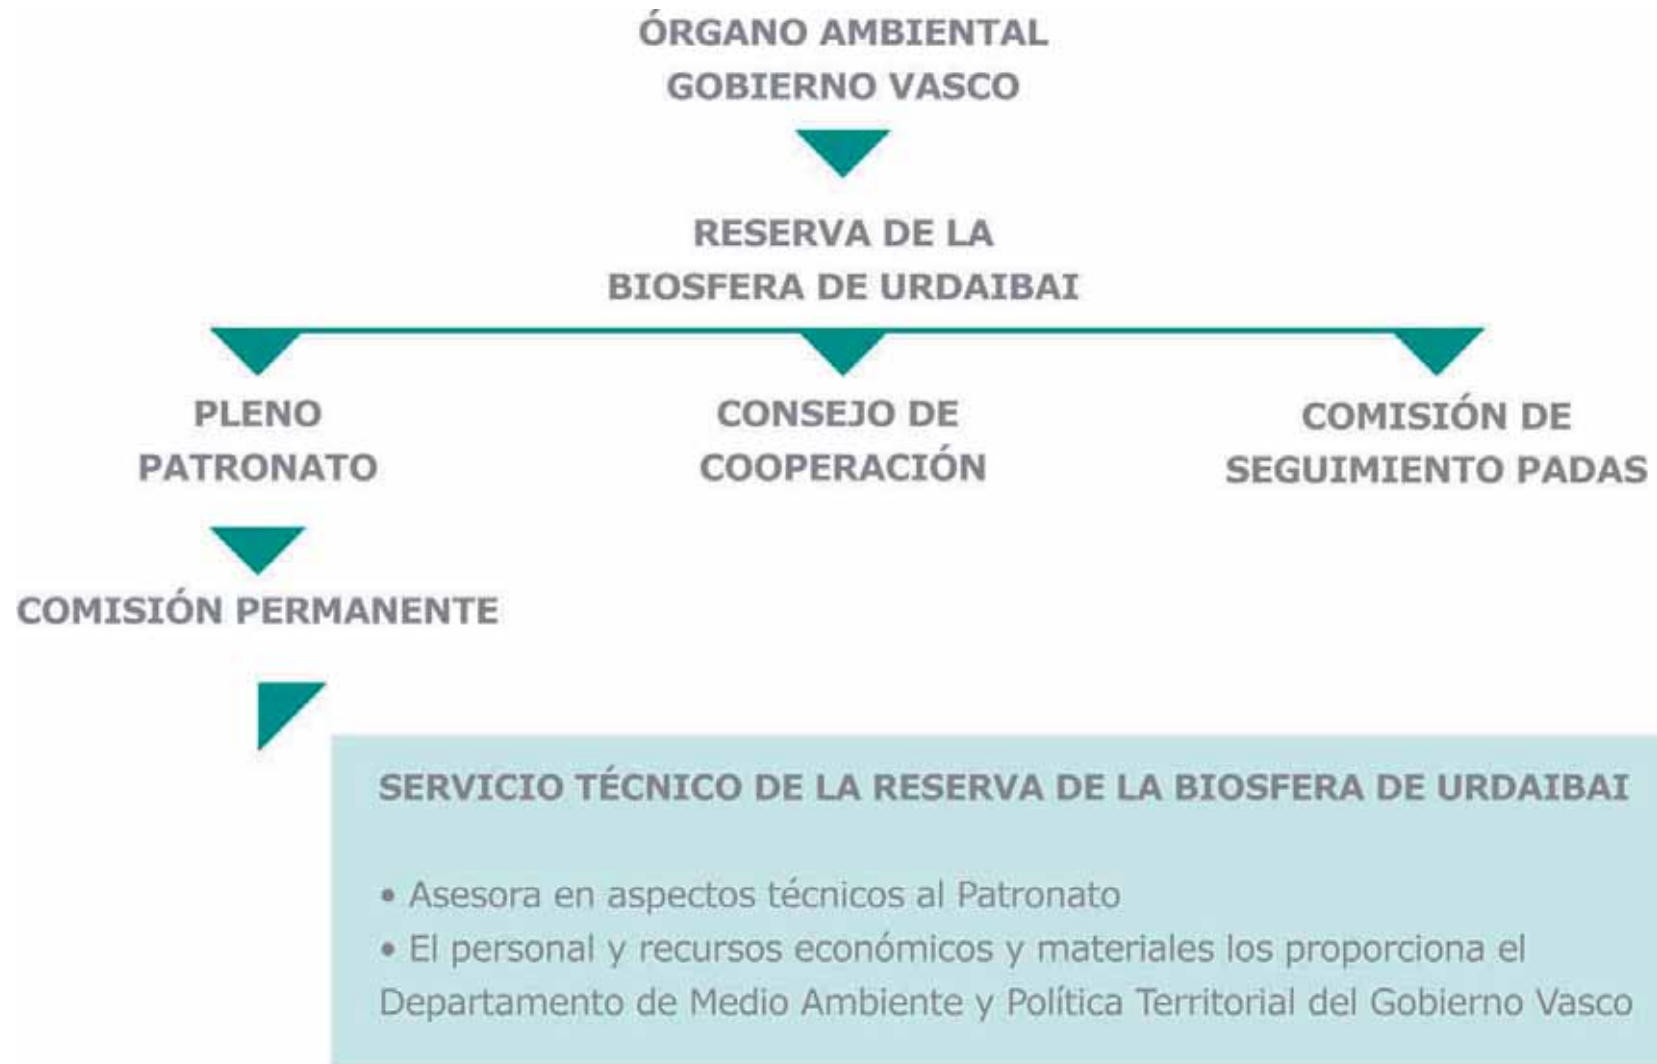 ÓRGANO AMBIENTAL
GOBIERNO VASCO
RESERVA DE LA
BIOSFERA DE URDAIBAI
PLENO
PATRONATO
CONSEJO DE
COOPERACIÓN
COMISIÓN DE
SEGUIMIENTO PADAS
COMISIÓN PERMANENTE
SERVICIO TÉCNICO DE LA RESERVA DE LA BIOSFERA DE URDAIBAI
• Asesora en aspectos técnicos al Patronato
• El personal y recursos económicos y materiales los proporciona el
Departamento de Medio Ambiente y Política Territorial del Gobierno Vasco